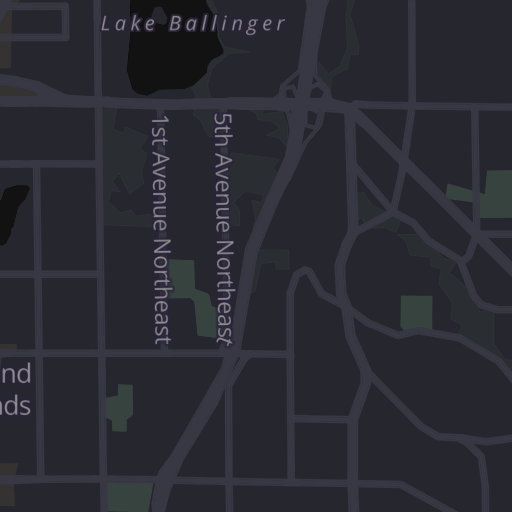 Lake Ballinger
1st Avenue Northeast
5th Avenue Northeast
nd
ds